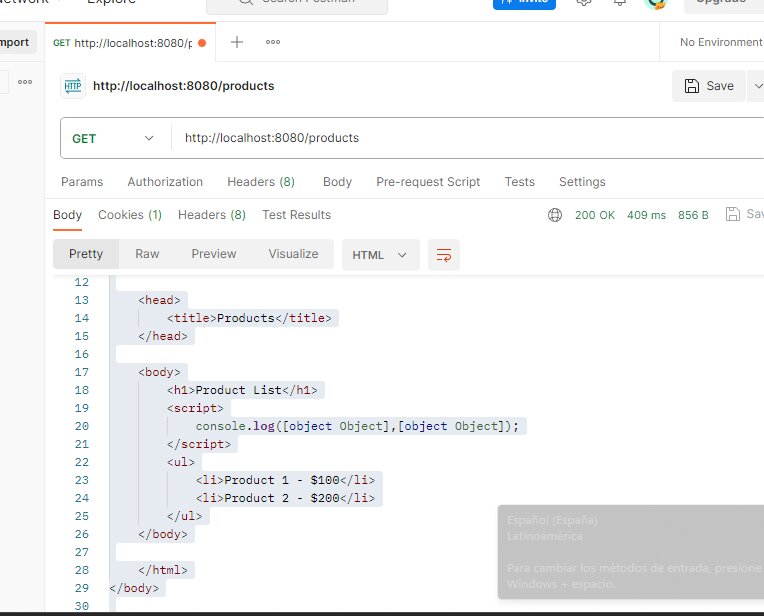 Explore
Search Postman
Invite
Upgrade
mport
GET http://localhost:8080/p
No Environment
HTTP http://localhost:8080/products
Save
GET http://localhost:8080/products
Params Authorization Headers (8) Body Pre-request Script Tests Settings
Body Cookies (1) Headers (8) Test Results 200 OK 409 ms 856 B Sav
Pretty Raw Preview Visualize HTML
12
13 <head>
14 <title>Products</title>
15 </head>
16
17 <body>
18 <h1>Product List</h1>
19 <script>
20 console.log([object Object],[object Object]);
21 </script>
22 <ul>
23 <li>Product 1 - $100</li>
24 <li>Product 2 - $200</li>
25 </ul>
26 </body>
27
28 </html>
29 </body>
30
Español (España)
Latinoamérica
Para cambiar los métodos de entrada, presione
Windows + espacio.